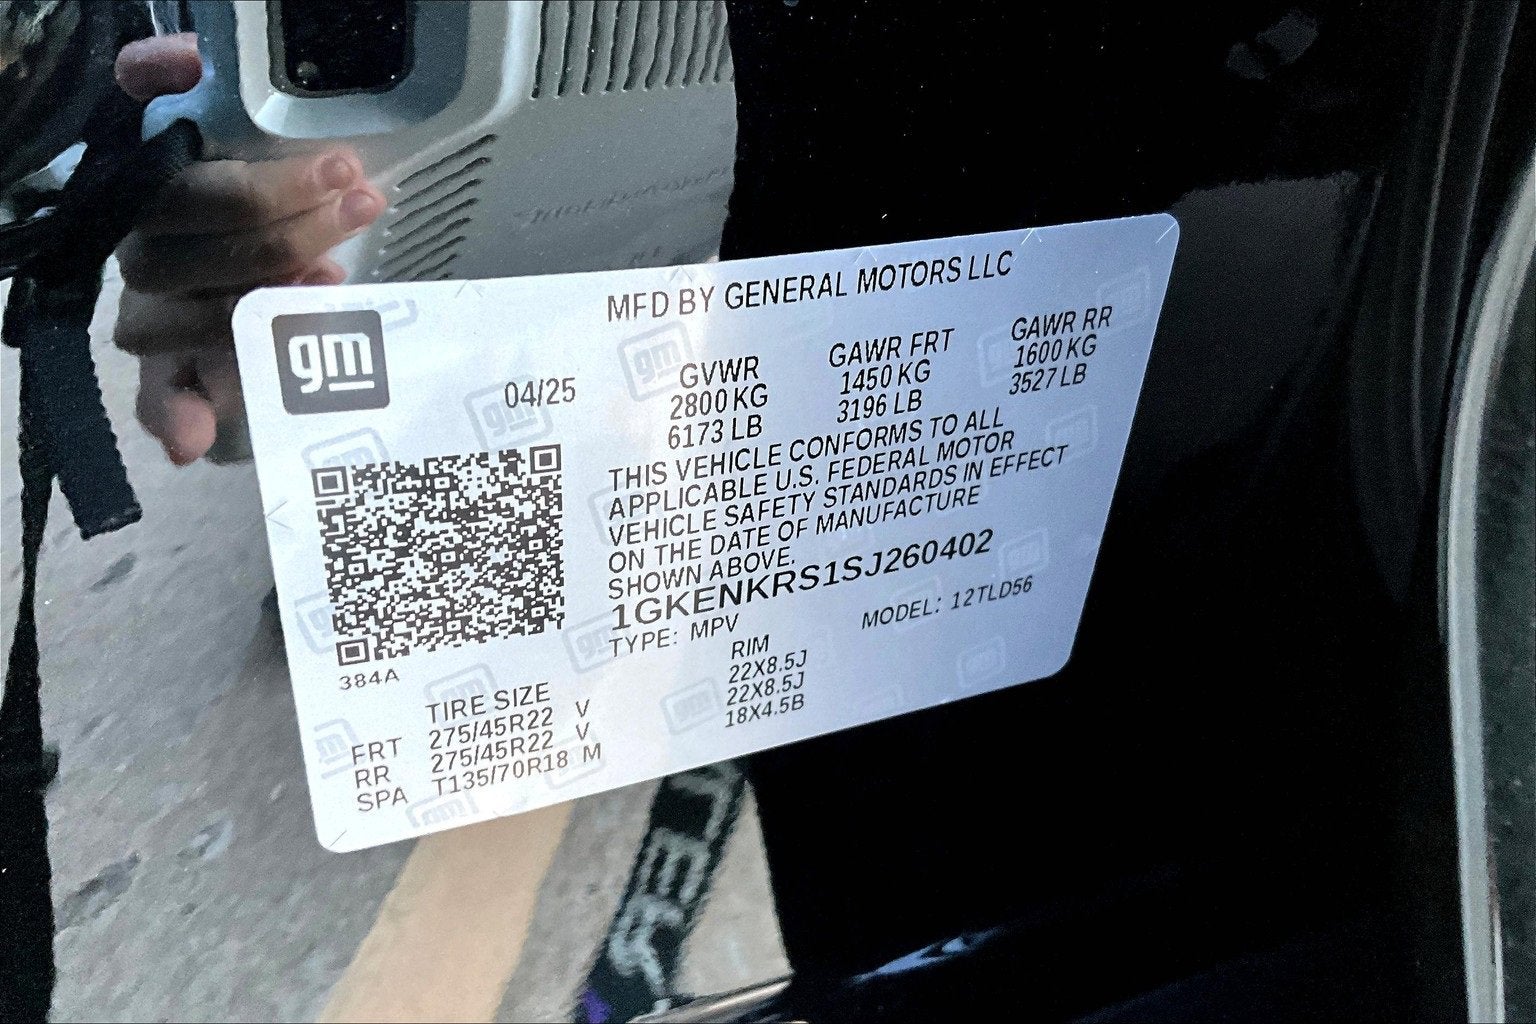 MFD BY GENERAL MOTORS LLC
gm
04/25
GVWR GAWR FRT GAWR RR
2800 KG 1450 KG 1600 KG
6173 LB 3196 LB 3527 LB
THIS VEHICLE CONFORMS TO ALL
APPLICABLE U.S. FEDERAL MOTOR
VEHICLE SAFETY STANDARDS IN EFFECT
ON THE DATE OF MANUFACTURE
SHOWN ABOVE.
1GKENKRS1SJ260402
TYPE: MPV MODEL: 12TLD56
384A
TIRE SIZE RIM
FRT 275/45R22 V 22X8.5J
RR 275/45R22 V 22X8.5J
SPA T135/70R18 M 18X4.5B